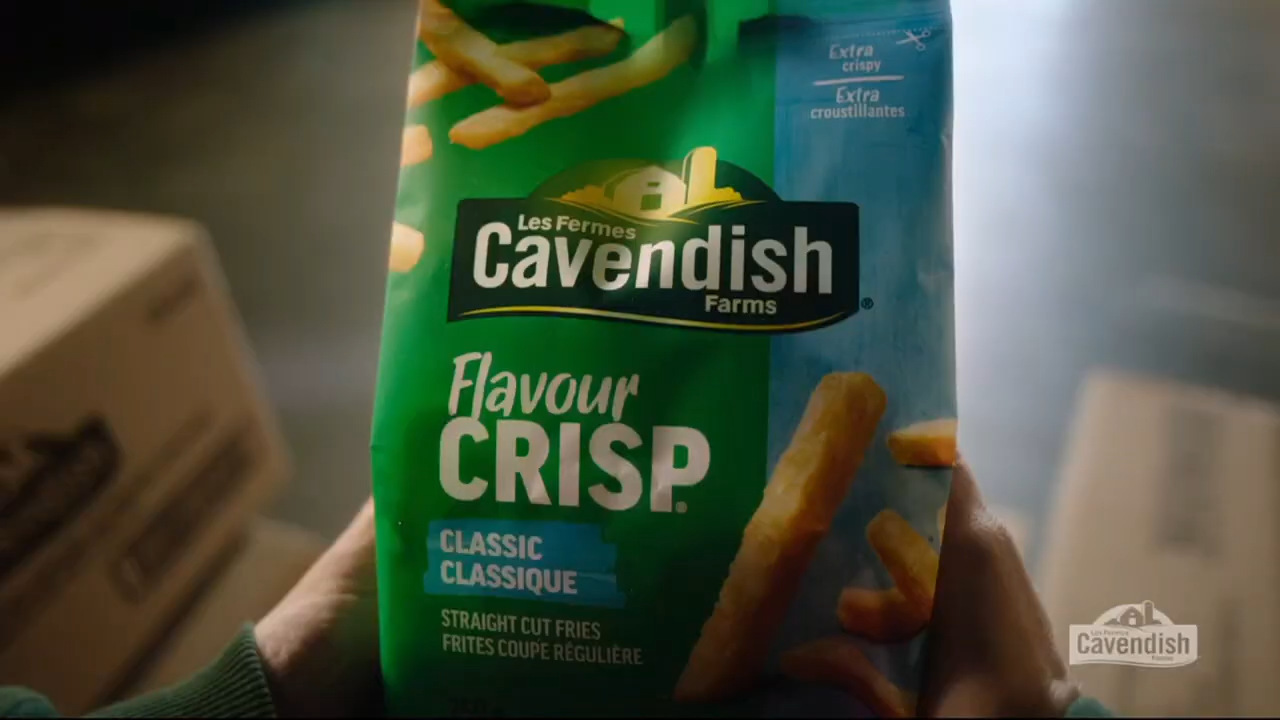 Extra
crispy
Extra
croustillantes
Les Fermes
Cavendish
Farms
®
Flavour
CRISP.
CLASSIC
CLASSIQUE
STRAIGHT CUT FRIES
FRITES COUPE RÉGULIÈRE
Les Fermes
Cavendish
Farms